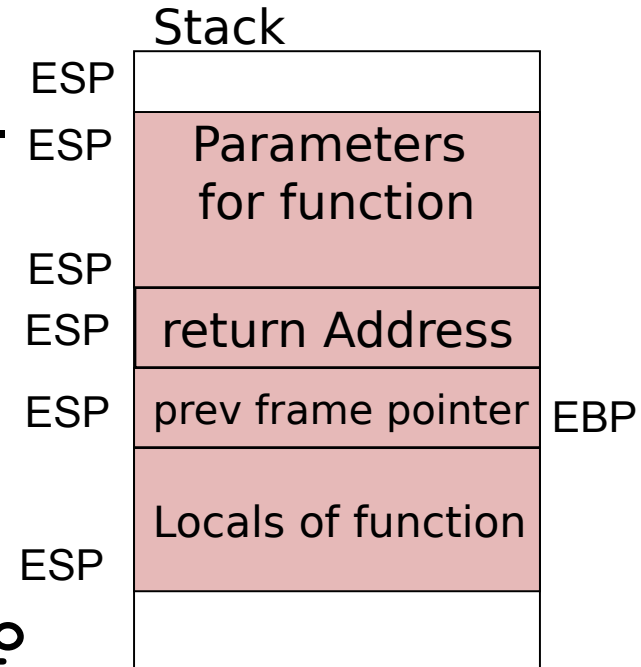 Stack
ESP
ESP
Parameters
for function
ESP
ESP
return Address
ESP
prev frame pointer
EBP
Locals of function
ESP